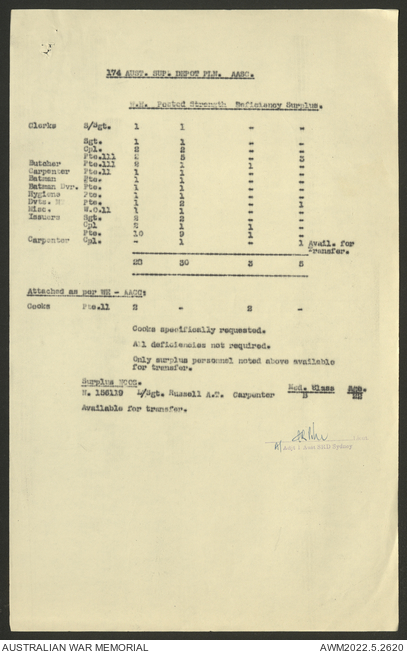 174 AUST. SUP. DEPOT PLN. AASC.
W.E. Posted Strength Deficiency Surplus.
Clerks S/Sgt. 1 1 - -
Sgt. 1 1 - -
Cpl. 2 2 - -
Pte.111 2 5 - 3
Butcher Pte.111 2 1 1 -
Carpenter Pte.11 1 1 - -
Batman Pte. 1 1 - -
Batman Dvr. Pte. 1 1 - -
Hygiene Pte. 1 1 - -
Dvts. Pte. 1 2 - 1
Misc. W.O.11 1 1 - -
Issuers Sgt. 2 2 - -
Cpl 2 1 1 -
Pte. 10 9 1 -
Carpenter Cpl. - 1 - 1 Avail. for
transfer.
30 3 5
Attached as per WE - AACC:
Cooks Pte.11 2 - 2 -
Cooks specifically requested.
All deficiencies not required.
Only surplus personnel noted above available
for transfer.
Surplus NCOs. Med. Class Age.
N. 156119 L/Sgt. Russell A.T. Carpenter B
Available for transfer.
AUSTRALIAN WAR MEMORIAL
AWM2022.5.2620